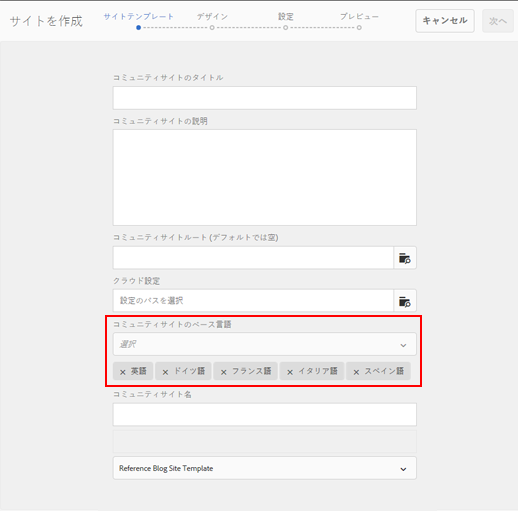 サイトを作成
サイトテンプレート デザイン 設定 プレビュー
キャンセル 次へ
コミュニティサイトのタイトル
コミュニティサイトの説明
コミュニティサイトルート (デフォルトでは空)
クラウド設定
設定のパスを選択
コミュニティサイトのベース言語
選択
× 英語 × ドイツ語 × フランス語 × イタリア語 × スペイン語
コミュニティサイト名
Reference Blog Site Template